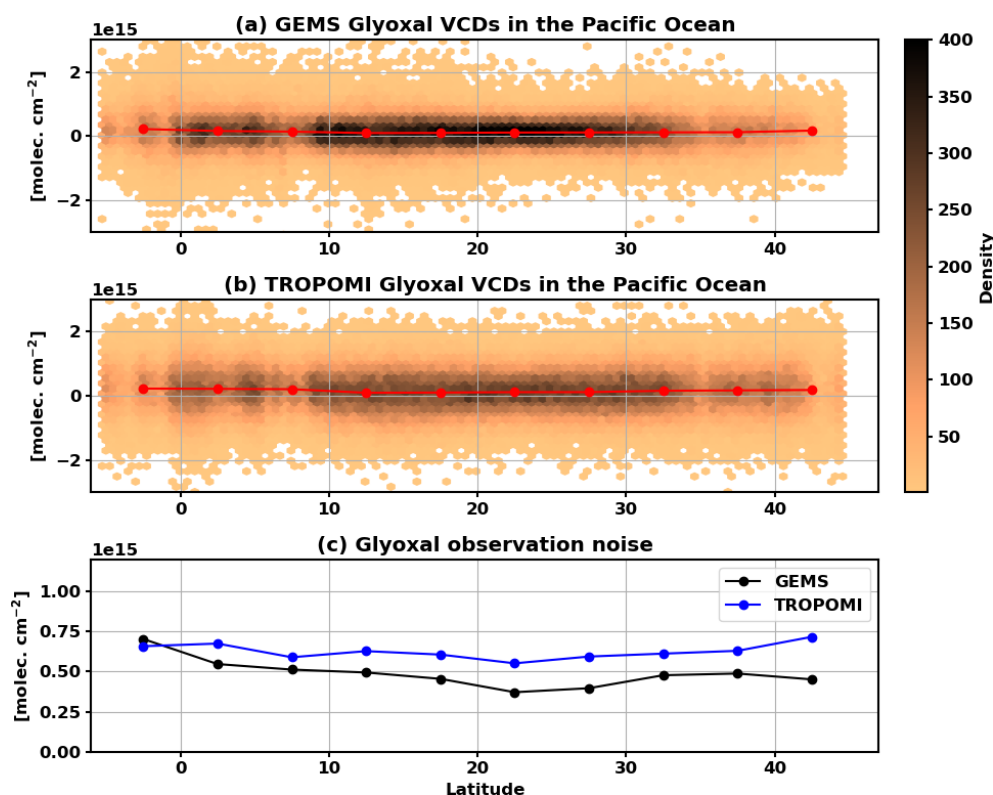 (a) GEMS Glyoxal VCDs in the Pacific Ocean
1e15
[molec. cm⁻²]
2
0
−2
0 10 20 30 40
(b) TROPOMI Glyoxal VCDs in the Pacific Ocean
1e15
[molec. cm⁻²]
2
0
−2
0 10 20 30 40
400
350
300
250
200
150
100
50
Density
(c) Glyoxal observation noise
1e15
[molec. cm⁻²]
1.00
0.75
0.50
0.25
0.00
GEMS
TROPOMI
0 10 20 30 40
Latitude